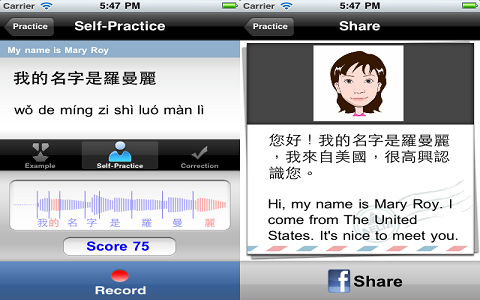 Carrier 5:47 PM
Practice Self-Practice
My name is Mary Roy
我的名字是羅曼麗
wǒ de míng zi shì luó màn lì
Example Self-Practice Correction
我的名字是羅曼麗
Score 75
Record
Carrier 5:47 PM
Practice Share
您好！我的名字是羅曼麗
，我來自美國，很高興認
識您。
Hi, my name is Mary Roy. I
come from The United
States. It's nice to meet you.
f Share